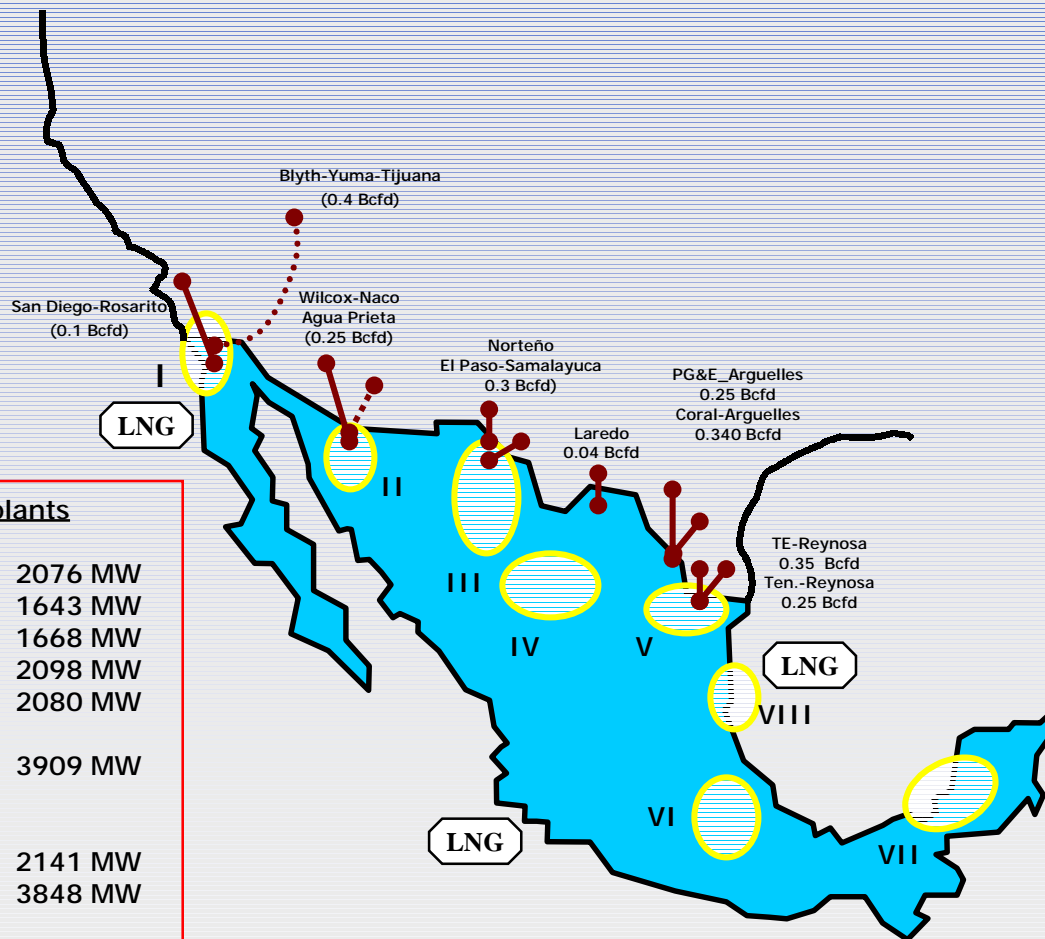 Blyth-Yuma-Tijuana
(0.4 Bcfd)
San Diego-Rosarito
(0.1 Bcfd)
Wilcox-Naco
Agua Prieta
(0.25 Bcfd)
Norteño
El Paso-Samalayuca
0.3 Bcfd)
PG&E_Arguelles
0.25 Bcfd
Coral-Arguelles
0.340 Bcfd
Laredo
0.04 Bcfd
TE-Reynosa
0.35 Bcfd
Ten.-Reynosa
0.25 Bcfd
I
LNG
II
III
IV
V
LNG
VIII
VI
VII
LNG
lants
2076 MW
1643 MW
1668 MW
2098 MW
2080 MW
3909 MW
2141 MW
3848 MW